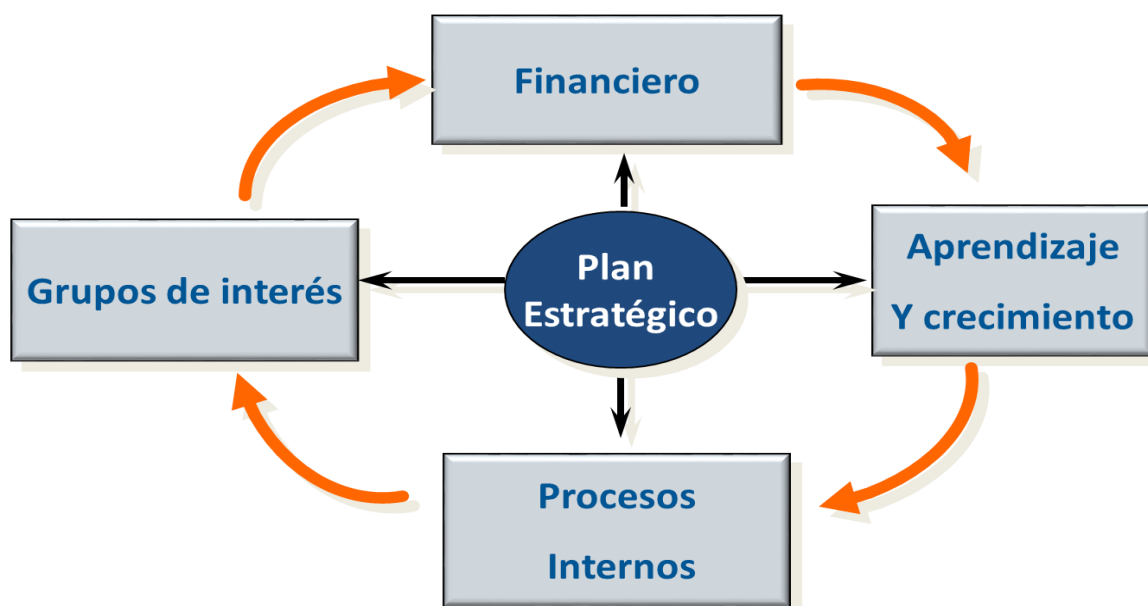 Financiero
Grupos de interés
Plan
Estratégico
Aprendizaje
Y crecimiento
Procesos
Internos